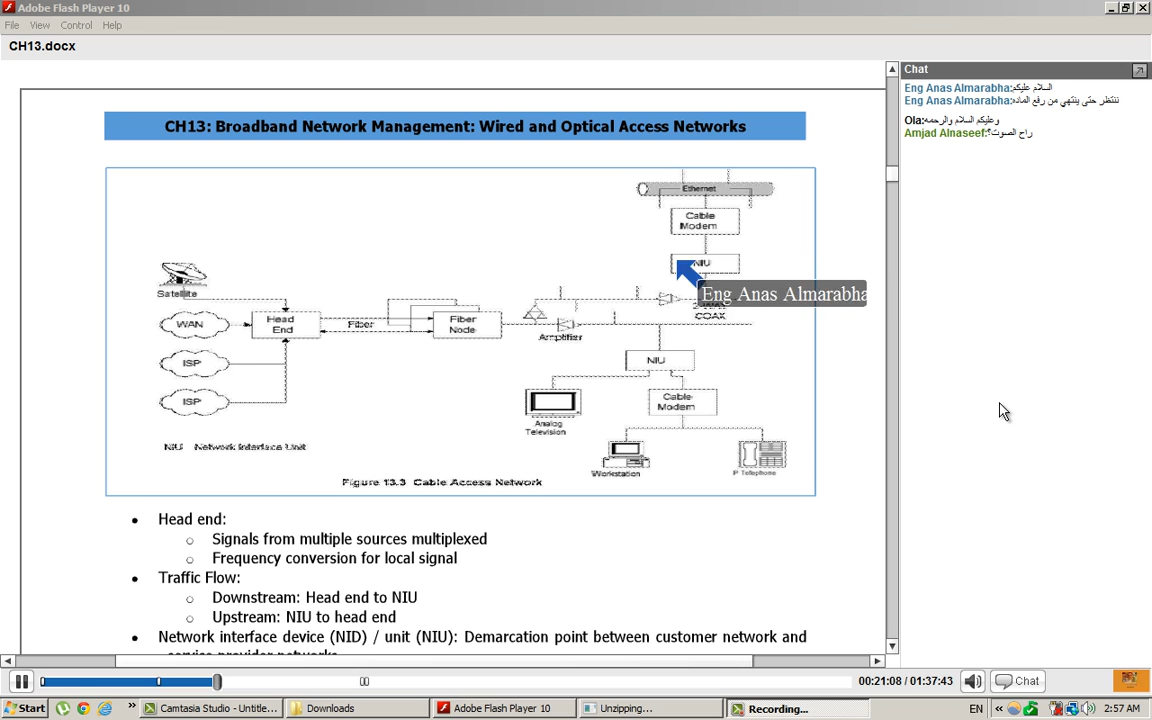 Adobe Flash Player 10
File View Control Help
CH13.docx
Chat
Eng Anas Almarabha:السلام عليكم
Eng Anas Almarabha:ننتظر حتى ينتهي من رفع الماده
Ola:وعليكم السلام والرحمه
Amjad Alnaseef:راح الصوت؟
CH13: Broadband Network Management: Wired and Optical Access Networks
Ethernet
Cable
Modem
NIU
Eng Anas Almarabha
2-WAY
COAX
Satellite
WAN
Head
End
Fiber
Fiber
Node
Amplifier
ISP
NIU
ISP
Analog
Television
Cable
Modem
NIU Network Interface Unit
Workstation
IP Telephone
Figure 13.3 Cable Access Network
• Head end:
o Signals from multiple sources multiplexed
o Frequency conversion for local signal
• Traffic Flow:
o Downstream: Head end to NIU
o Upstream: NIU to head end
• Network interface device (NID) / unit (NIU): Demarcation point between customer network and
service provider networks
00:21:08 / 01:37:43
Chat
Start
Camtasia Studio - Untitle...
Downloads
Adobe Flash Player 10
Unzipping...
Recording...
EN
2:57 AM